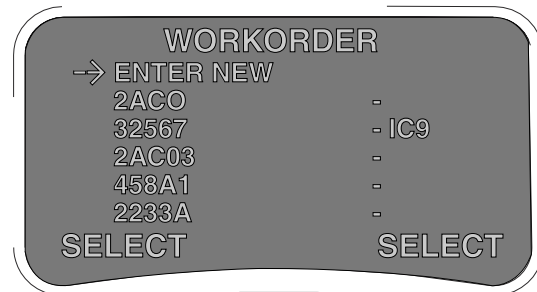 WORKORDER
--> ENTER NEW
2ACO -
32567 - IC9
2AC03 -
458A1 -
2233A -
SELECT SELECT